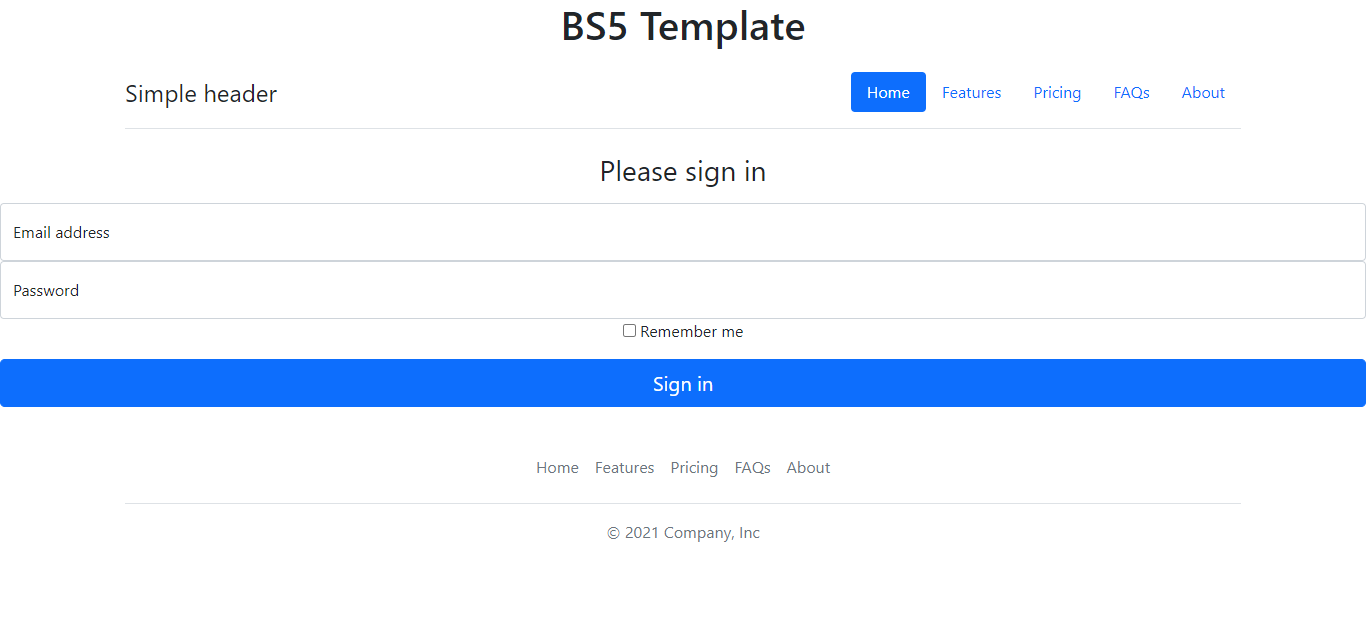 BS5 Template
Simple header
Home Features Pricing FAQs About
Please sign in
Email address
Password
Remember me
Sign in
Home Features Pricing FAQs About
© 2021 Company, Inc